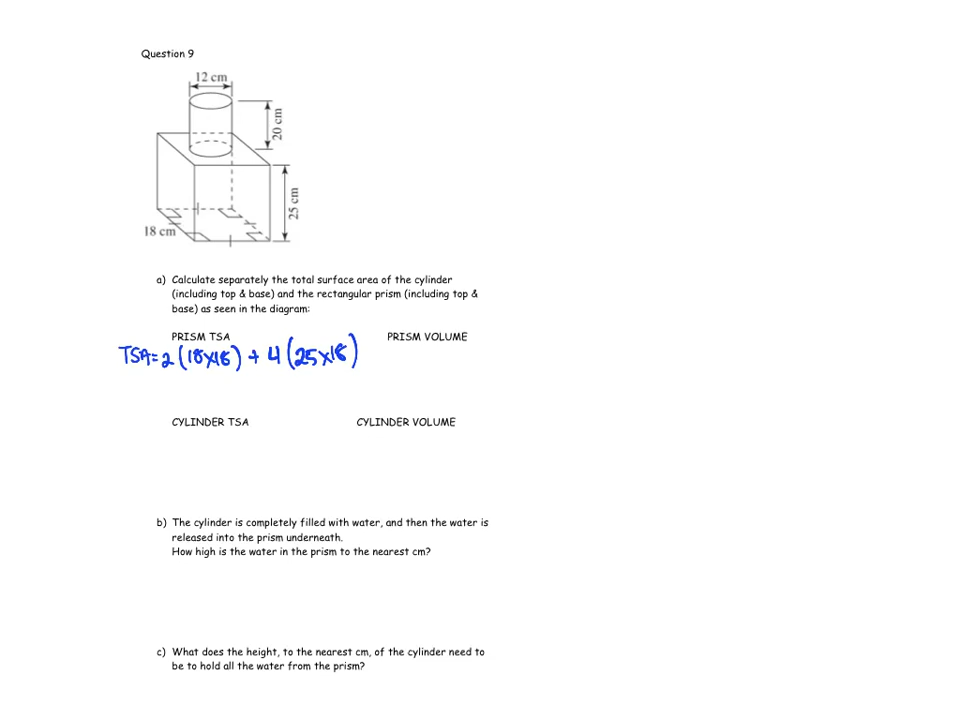 Question 9
12 cm
20 cm
25 cm
18 cm
a) Calculate separately the total surface area of the cylinder
(including top & base) and the rectangular prism (including top &
base) as seen in the diagram:
PRISM TSA PRISM VOLUME
TSA = 2 (18x18) + 4 (25x18)
CYLINDER TSA CYLINDER VOLUME
b) The cylinder is completely filled with water, and then the water is
released into the prism underneath.
How high is the water in the prism to the nearest cm?
c) What does the height, to the nearest cm, of the cylinder need to
be to hold all the water from the prism?